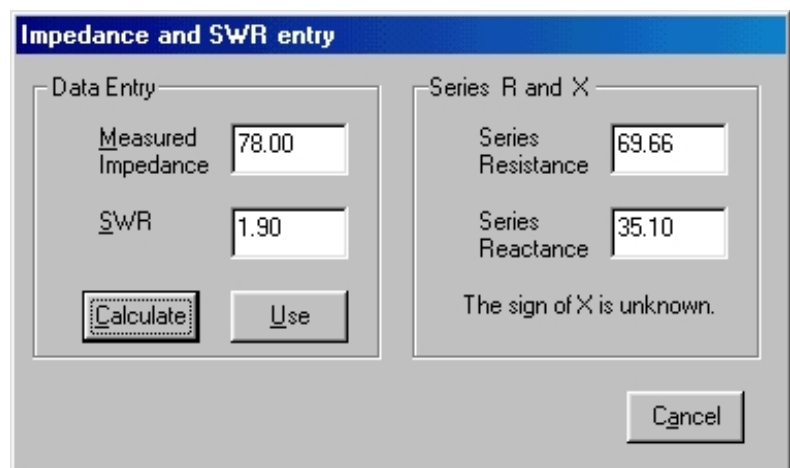 Impedance and SWR entry
Data Entry
Measured
Impedance
78.00
SWR
1.90
Calculate
Use
Series R and X
Series
Resistance
69.66
Series
Reactance
35.10
The sign of X is unknown.
Cancel